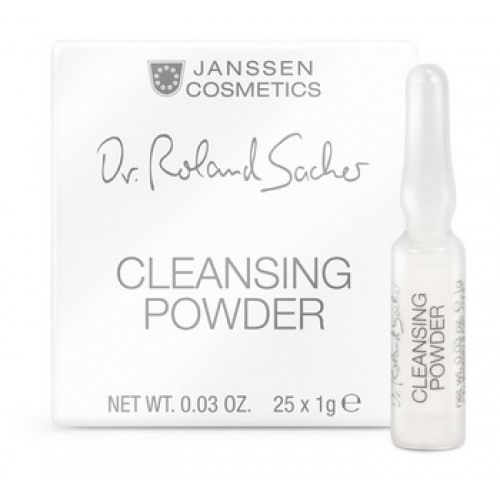 JANSSEN
COSMETICS
Dr. Roland Sacher
CLEANSING
POWDER
NET WT. 0.03 OZ. 25 x 1g ℮
Dr. Roland Sacher
CLEANSING
POWDER